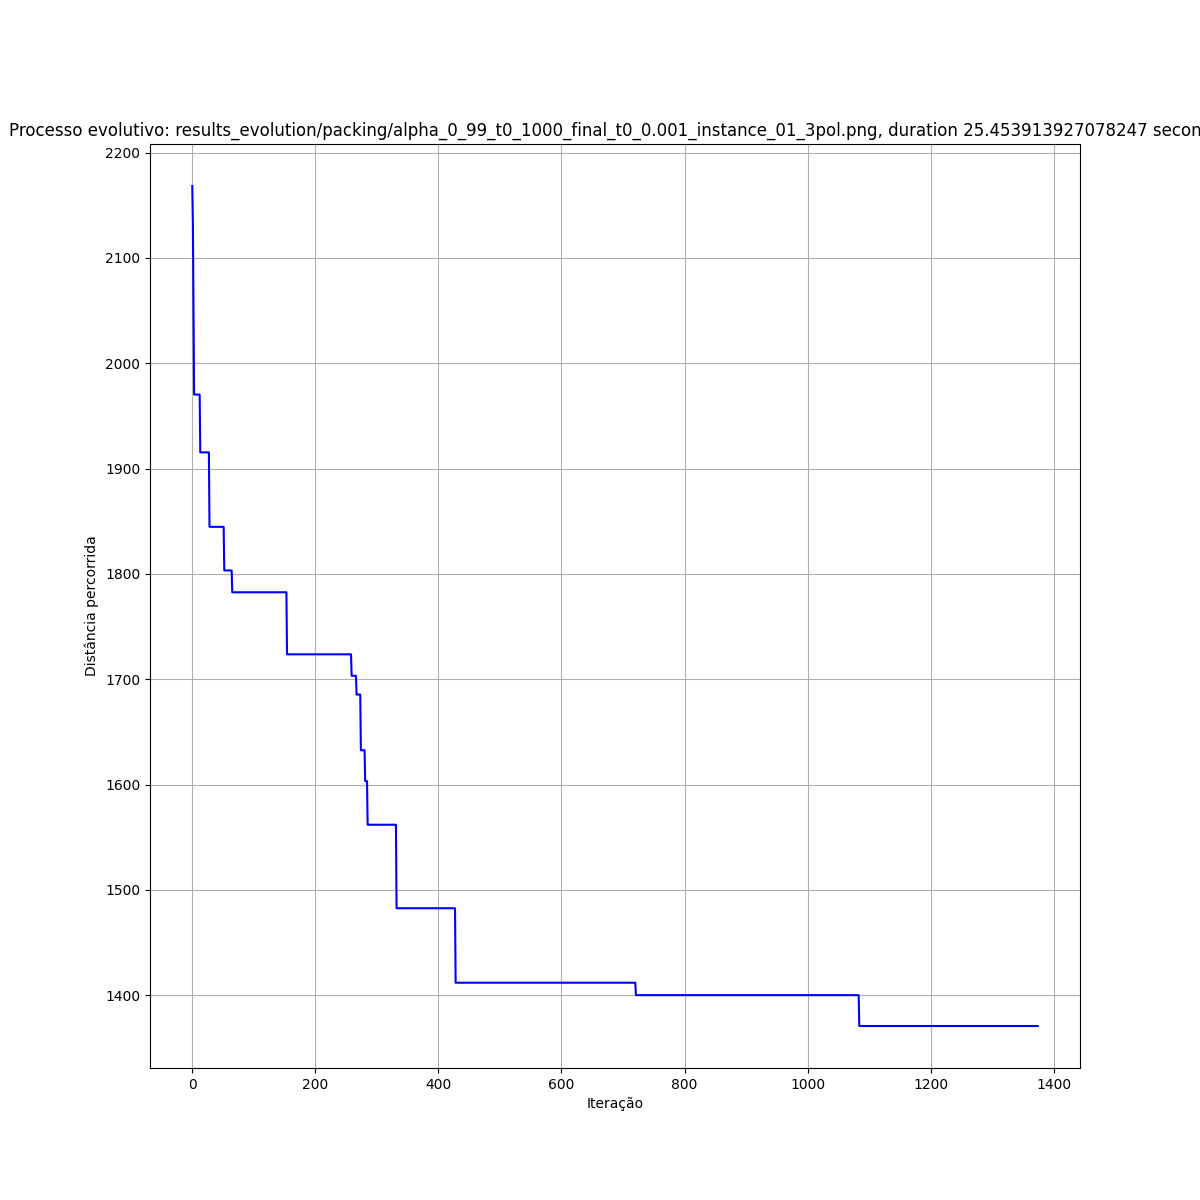 Processo evolutivo: results_evolution/packing/alpha_0_99_t0_1000_final_t0_0.001_instance_01_3pol.png, duration 25.453913927078247 secon
2200
2100
2000
1900
1800
1700
1600
1500
1400
Distância percorrida
0 200 400 600 800 1000 1200 1400
Iteração